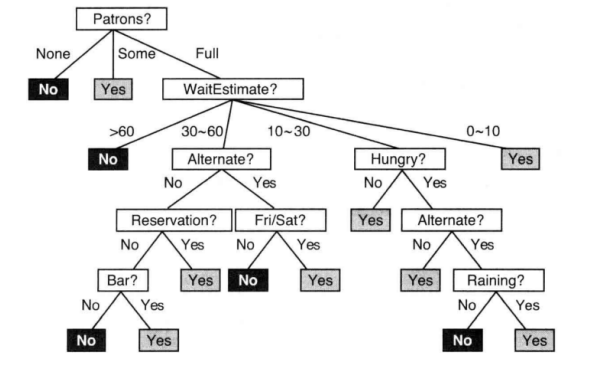 Patrons?
None Some Full
No Yes WaitEstimate?
>60 30~60 10~30 0~10
No Alternate? Hungry? Yes
No Yes No Yes
Reservation? Fri/Sat? Yes Alternate?
No Yes No Yes No Yes
Bar? Yes No Yes Yes Raining?
No Yes No Yes
No Yes No Yes